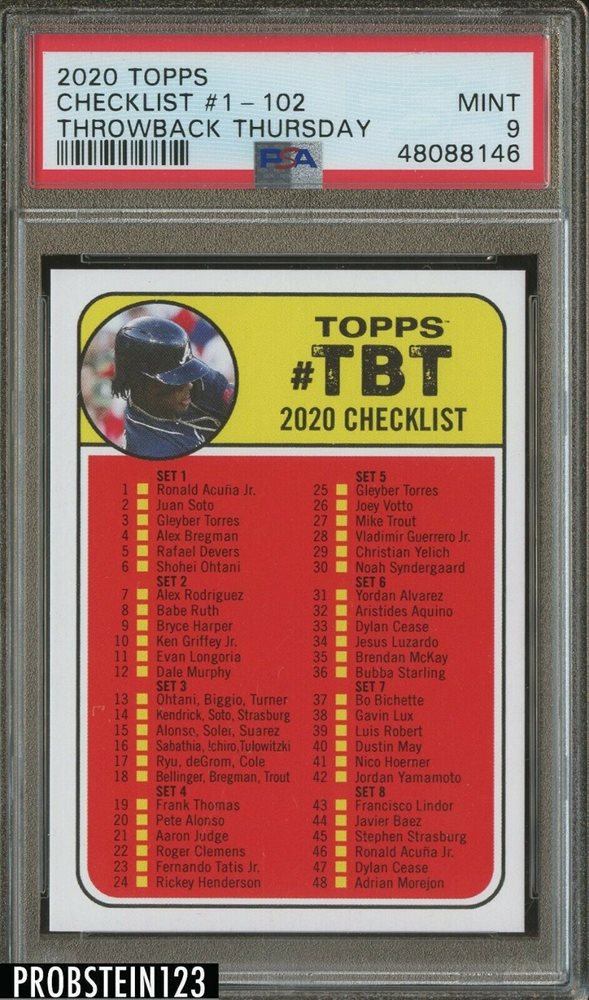 2020 TOPPS
CHECKLIST #1 - 102 MINT
THROWBACK THURSDAY 9
PSA 48088146
TOPPS™
#TBT
2020 CHECKLIST
SET 1
1 Ronald Acuña Jr.
2 Juan Soto
3 Gleyber Torres
4 Alex Bregman
5 Rafael Devers
6 Shohei Ohtani
SET 2
7 Alex Rodriguez
8 Babe Ruth
9 Bryce Harper
10 Ken Griffey Jr.
11 Evan Longoria
12 Dale Murphy
SET 3
13 Ohtani, Biggio, Turner
14 Kendrick, Soto, Strasburg
15 Alonso, Soler, Suarez
16 Sabathia, Ichiro, Tulowitzki
17 Ryu, deGrom, Cole
18 Bellinger, Bregman, Trout
SET 4
19 Frank Thomas
20 Pete Alonso
21 Aaron Judge
22 Roger Clemens
23 Fernando Tatis Jr.
24 Rickey Henderson
SET 5
25 Gleyber Torres
26 Joey Votto
27 Mike Trout
28 Vladimir Guerrero Jr.
29 Christian Yelich
30 Noah Syndergaard
SET 6
31 Yordan Alvarez
32 Aristides Aquino
33 Dylan Cease
34 Jesus Luzardo
35 Brendan McKay
36 Bubba Starling
SET 7
37 Bo Bichette
38 Gavin Lux
39 Luis Robert
40 Dustin May
41 Nico Hoerner
42 Jordan Yamamoto
SET 8
43 Francisco Lindor
44 Javier Baez
45 Stephen Strasburg
46 Ronald Acuña Jr.
47 Dylan Cease
48 Adrian Morejon
PROBSTEIN123